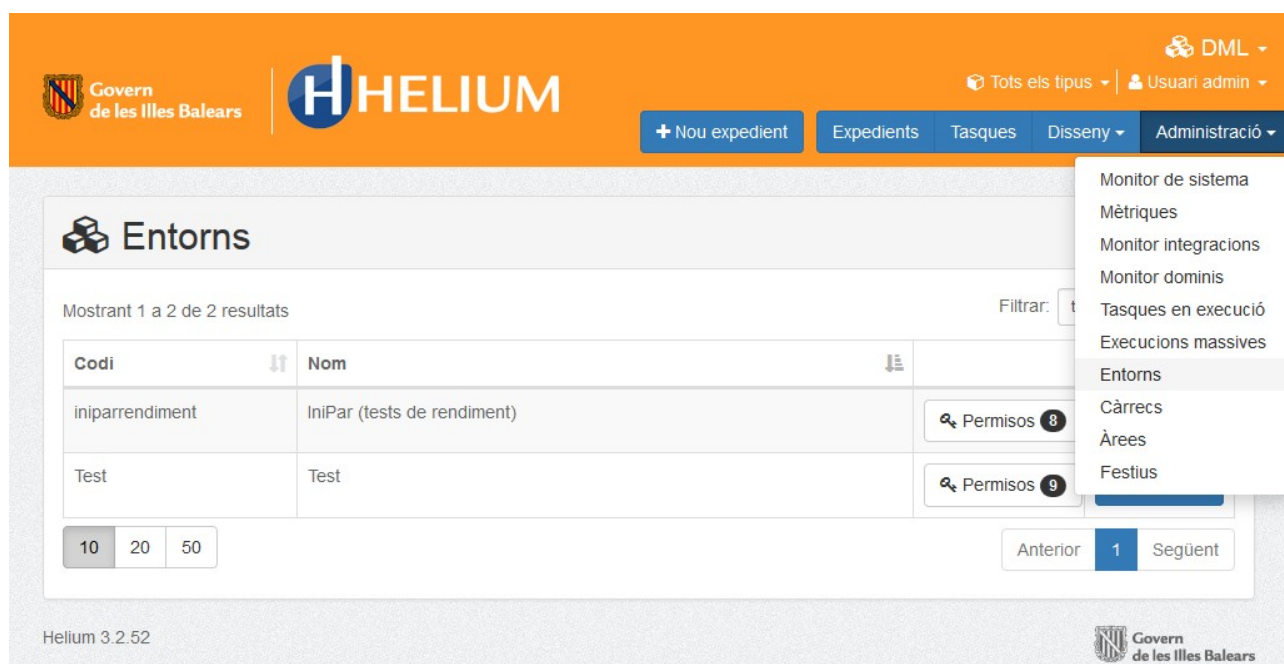 DML
Govern
de les Illes Balears
HELIUM
Tots els tipus
Usuari admin
Nou expedient
Expedients
Tasques
Disseny
Administració
Monitor de sistema
Mètriques
Monitor integracions
Monitor dominis
Tasques en execució
Execucions massives
Entorns
Càrrecs
Àrees
Festius
Entorns
Mostrant 1 a 2 de 2 resultats
Filtrar:
Codi
Nom
iniparrendiment
IniPar (tests de rendiment)
Permisos 8
Test
Test
Permisos 9
10 20 50
Anterior 1 Següent
Helium 3.2.52
Govern
de les Illes Balears